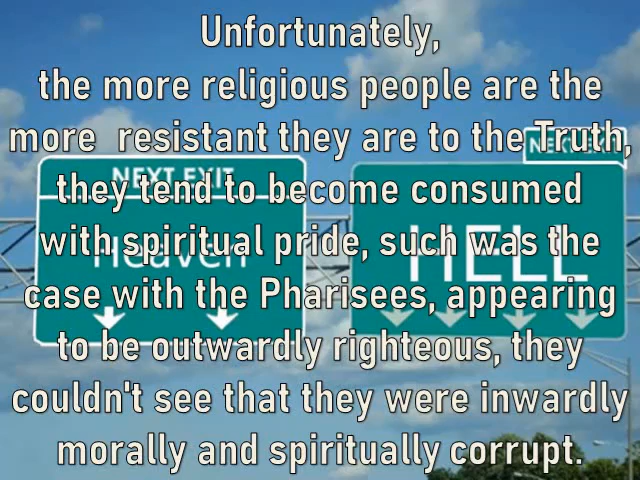 Unfortunately,
the more religious people are the
more  resistant they are to the Truth,
they tend to become consumed
with spiritual pride, such was the
case with the Pharisees, appearing
to be outwardly righteous, they
couldn't see that they were inwardly
morally and spiritually corrupt.
NEXT EXIT
Heaven
NEXT EXIT
HELL